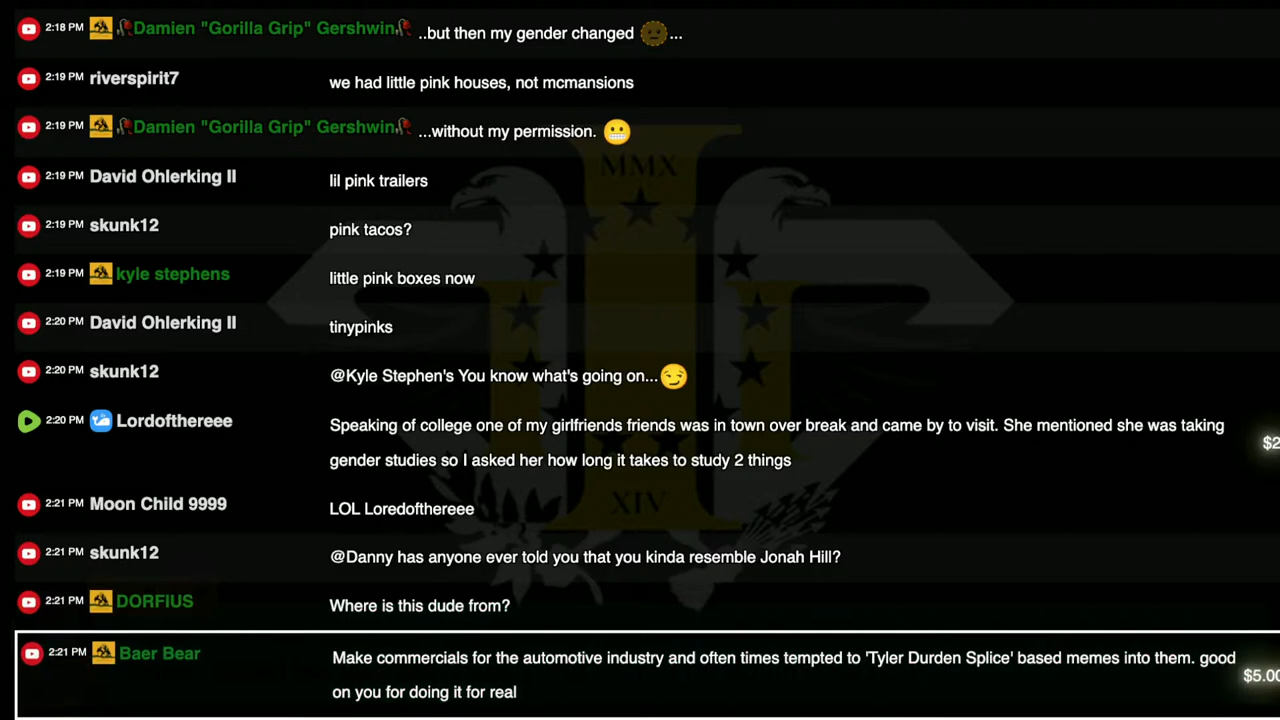 2:18 PM Damien "Gorilla Grip" Gershwin ..but then my gender changed 🫥...
2:19 PM riverspirit7 we had little pink houses, not mcmansions
2:19 PM Damien "Gorilla Grip" Gershwin ...without my permission. 😬
2:19 PM David Ohlerking II lil pink trailers
2:19 PM skunk12 pink tacos?
2:19 PM kyle stephens little pink boxes now
2:20 PM David Ohlerking II tinypinks
2:20 PM skunk12 @Kyle Stephen's You know what's going on...😏
2:20 PM Lordofthereee Speaking of college one of my girlfriends friends was in town over break and came by to visit. She mentioned she was taking
gender studies so I asked her how long it takes to study 2 things
$2
2:21 PM Moon Child 9999 LOL Loredofthereee
2:21 PM skunk12 @Danny has anyone ever told you that you kinda resemble Jonah Hill?
2:21 PM DORFIUS Where is this dude from?
2:21 PM Baer Bear Make commercials for the automotive industry and often times tempted to 'Tyler Durden Splice' based memes into them. good
on you for doing it for real
$5.00
MMX
XIV